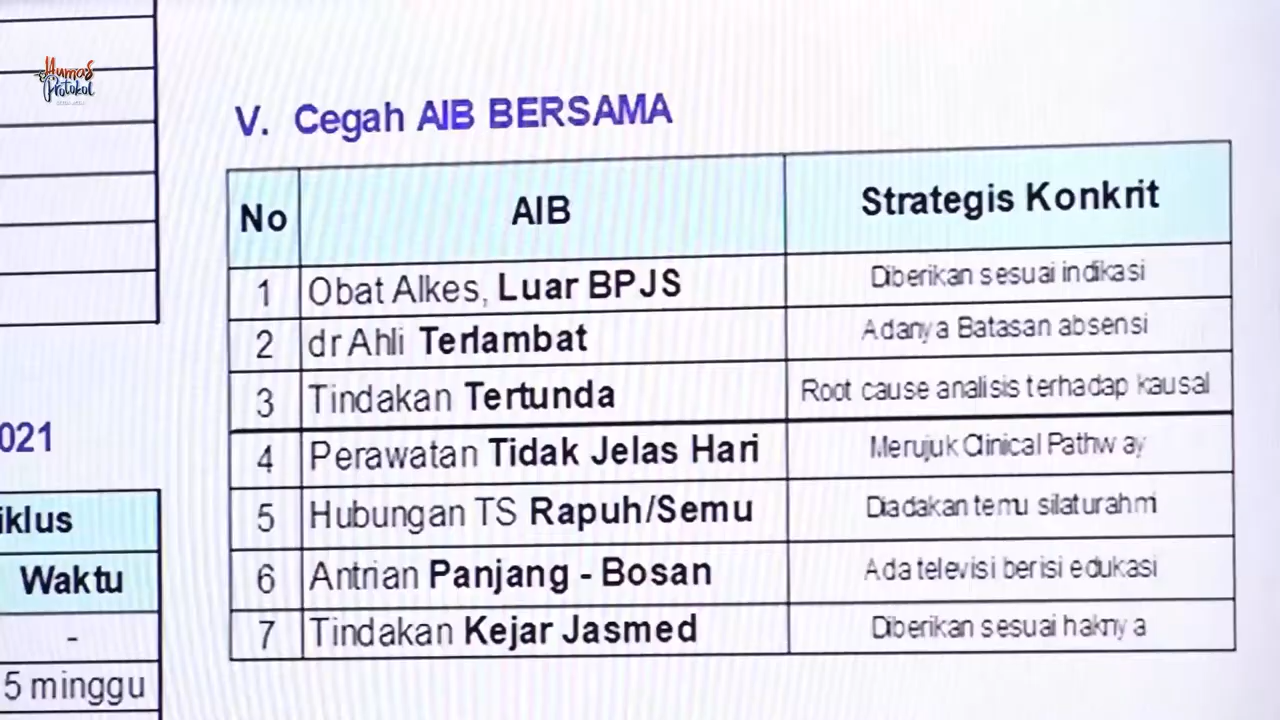 Humas
Protokol
V. Cegah AIB BERSAMA
No AIB Strategis Konkrit
1 Obat Alkes, Luar BPJS Diberikan sesuai indikasi
2 dr Ahli Terlambat Adanya Batasan absensi
3 Tindakan Tertunda Root cause analisis terhadap kausal
4 Perawatan Tidak Jelas Hari Merujuk Clinical Pathway
5 Hubungan TS Rapuh/Semu Diadakan temu silaturahmi
6 Antrian Panjang - Bosan Ada televisi berisi edukasi
7 Tindakan Kejar Jasmed Diberikan sesuai haknya
021
iklus
Waktu
-
5 minggu